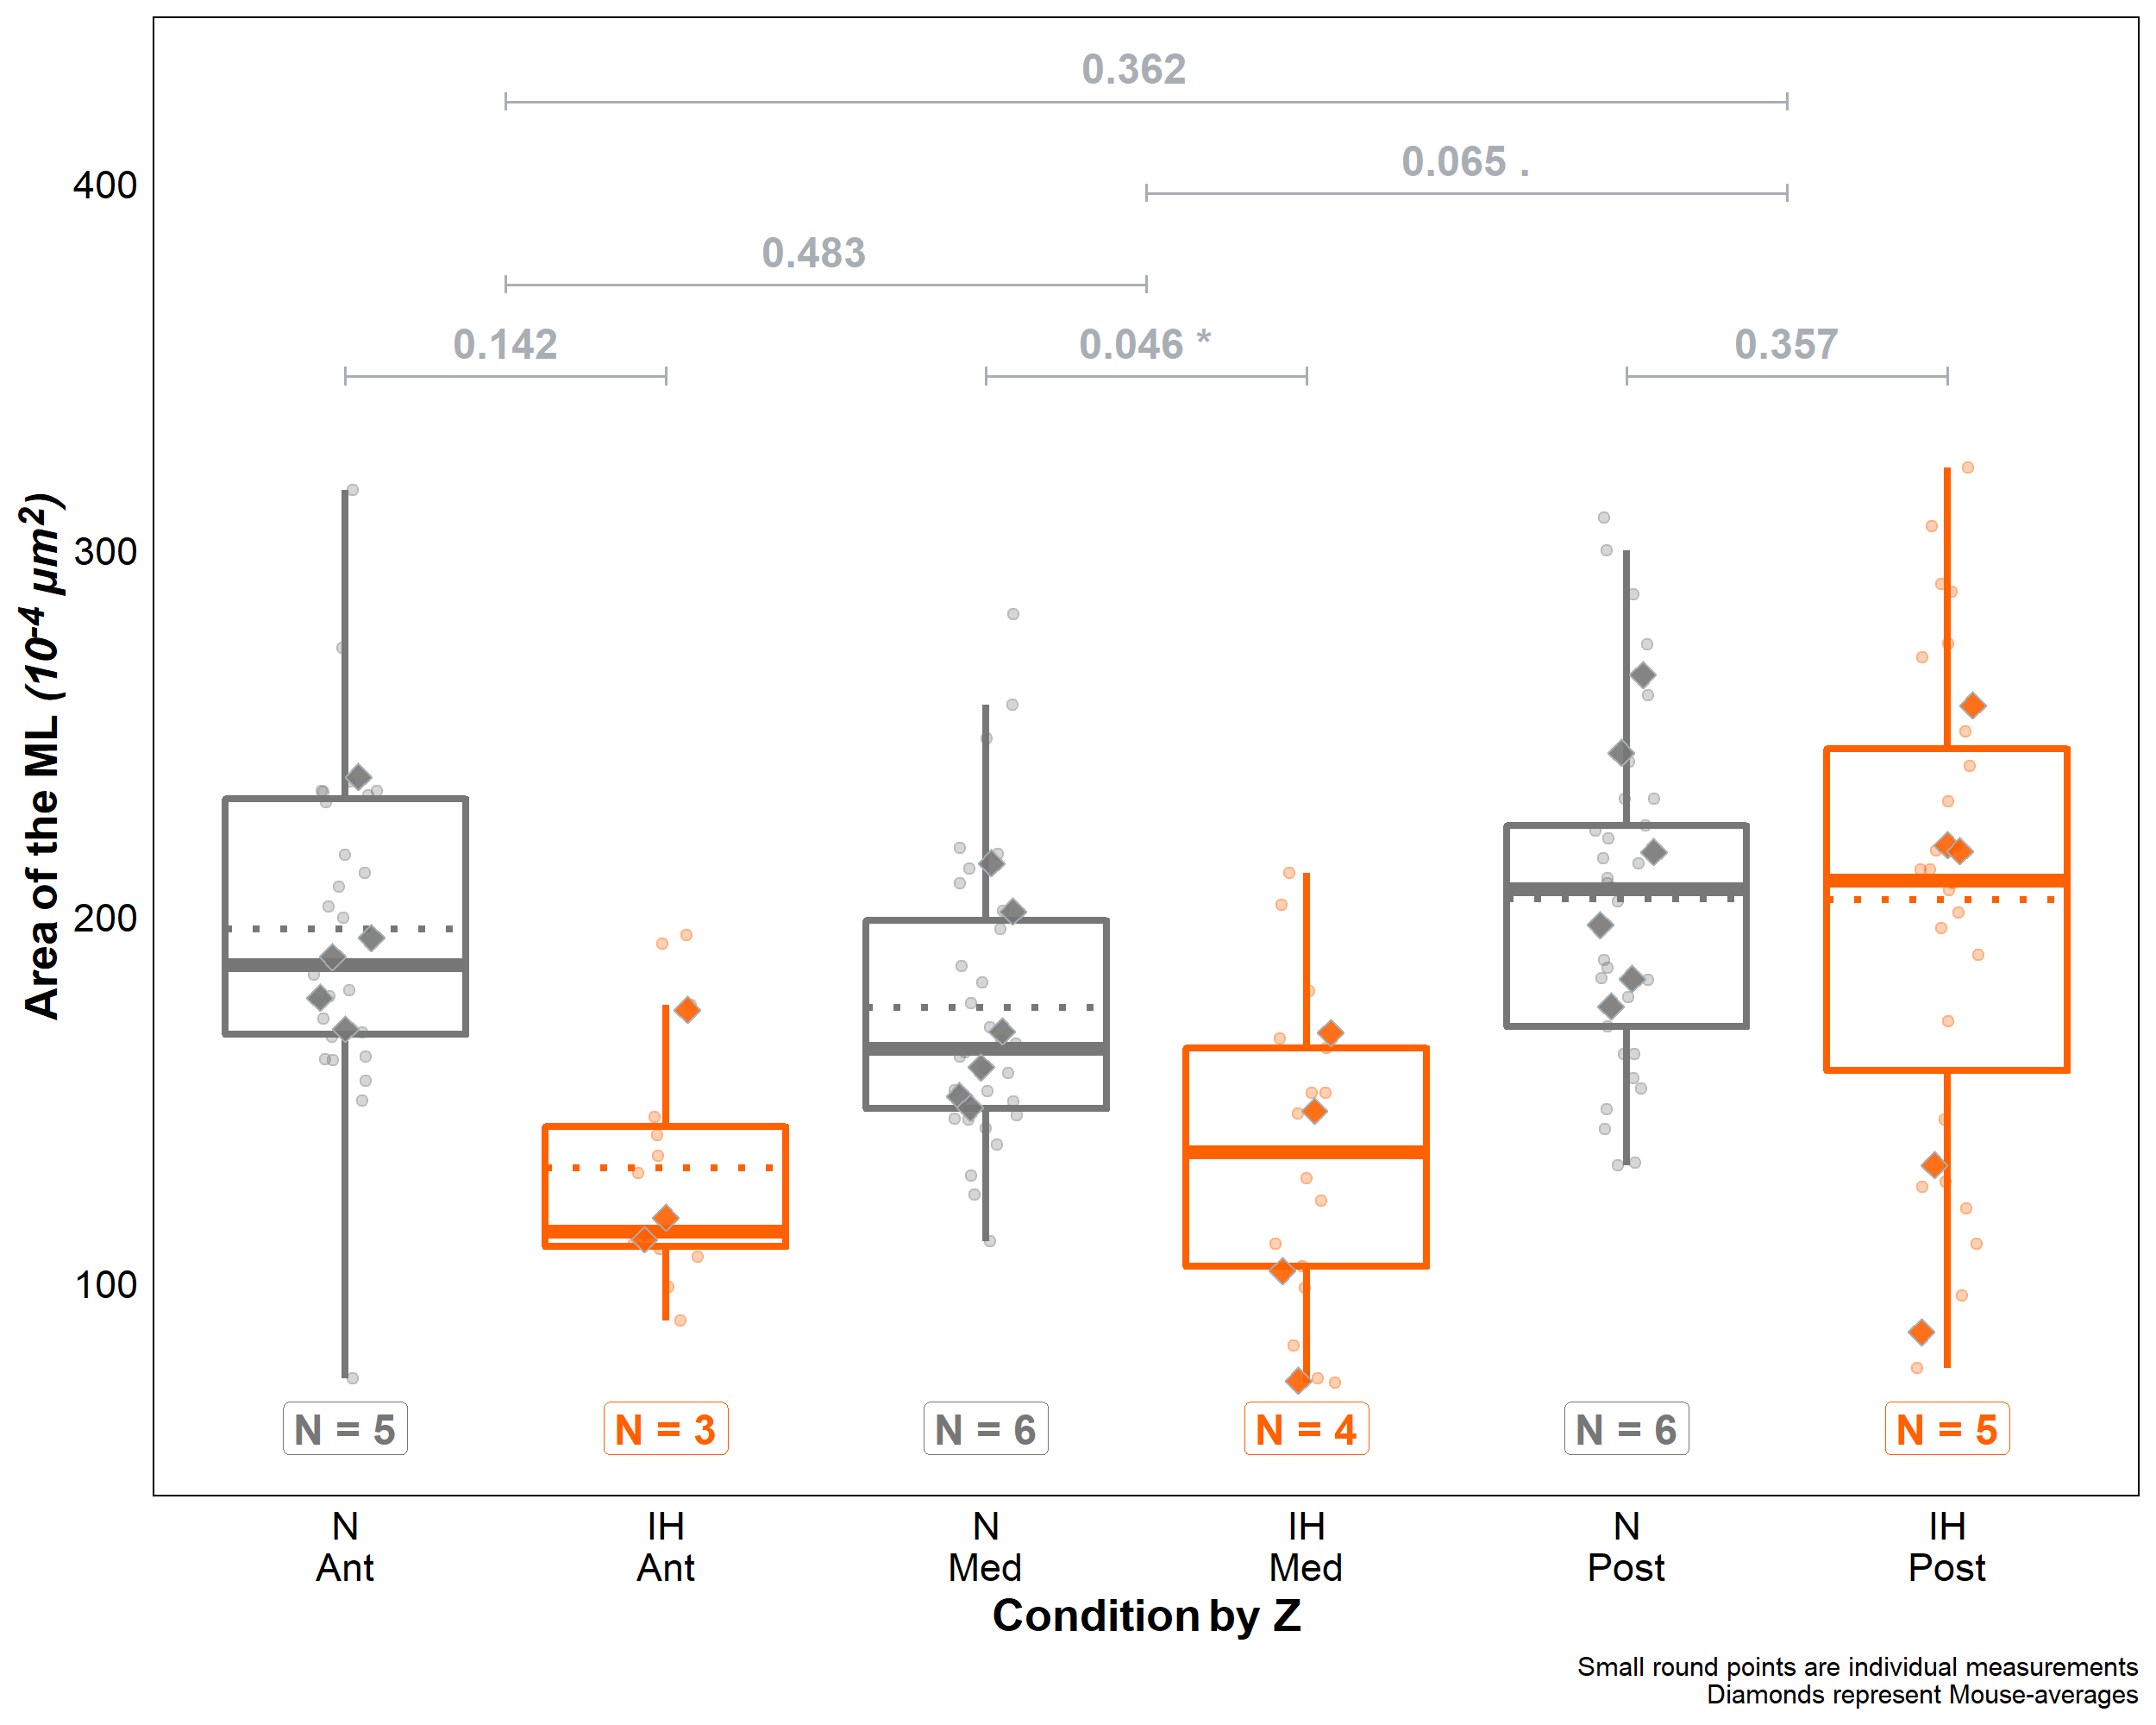 0.362
0.065 .
0.483
0.142
0.046 *
0.357
Area of the ML (10⁻⁴ µm²)
400
300
200
100
N = 5
N = 3
N = 6
N = 4
N = 6
N = 5
N Ant
IH Ant
N Med
IH Med
N Post
IH Post
Condition by Z
Small round points are individual measurements
Diamonds represent Mouse-averages